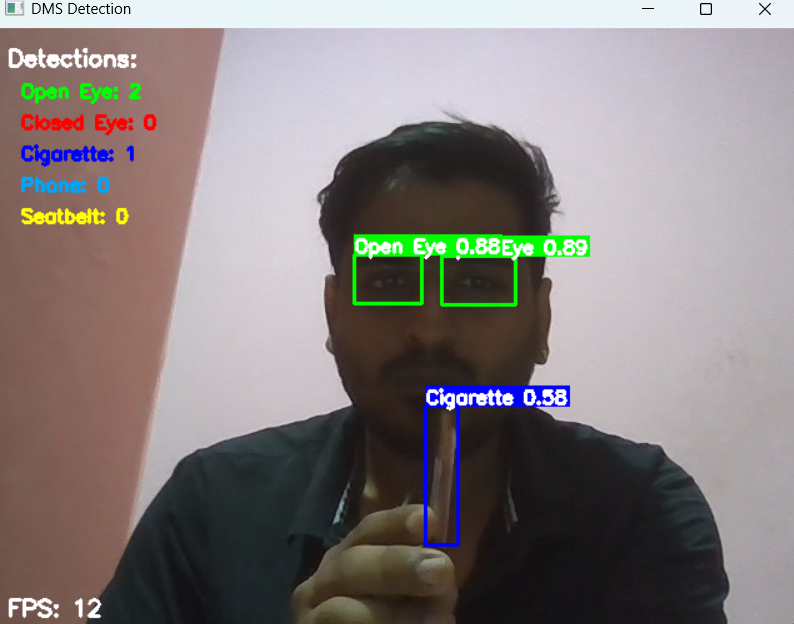 DMS Detection
Detections:
Open Eye: 2
Closed Eye: 0
Cigarette: 1
Phone: 0
Seatbelt: 0
Open Eye 0.88 Eye 0.89
Cigarette 0.58
FPS: 12